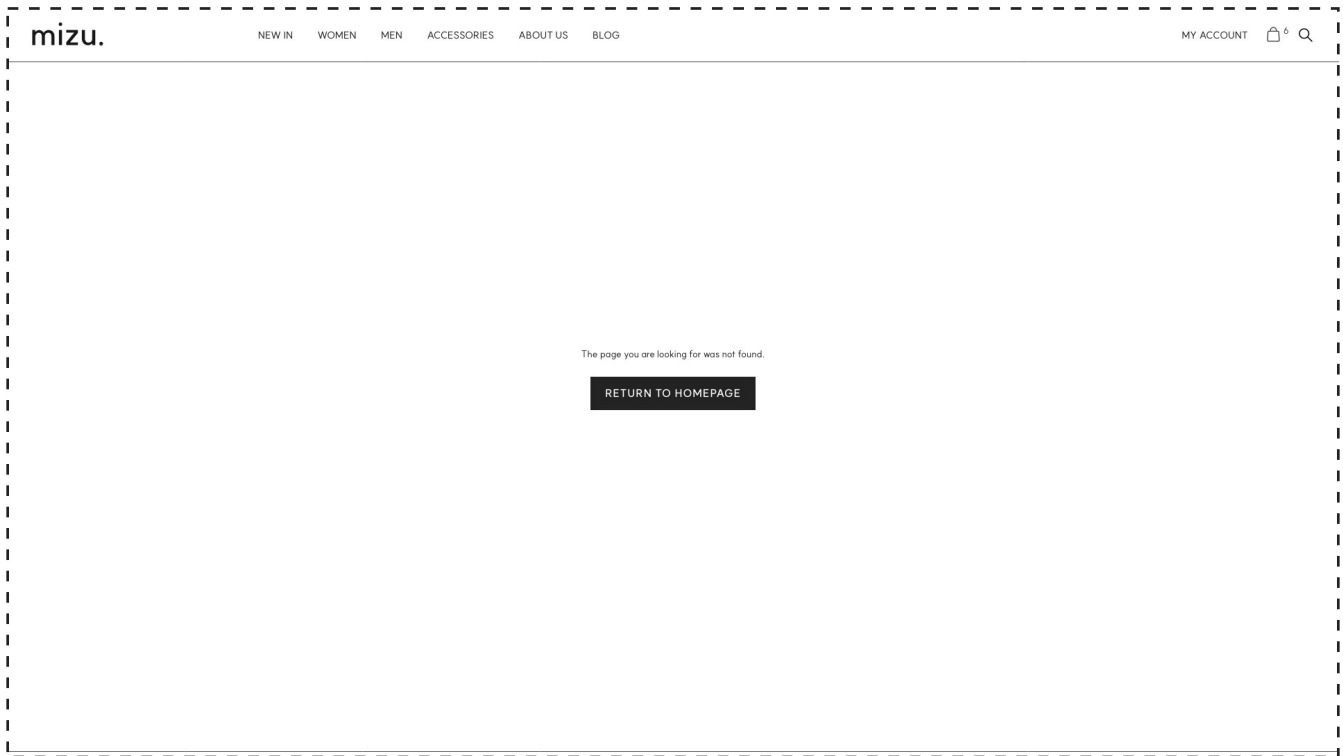 mizu.
NEW IN WOMEN MEN ACCESSORIES ABOUT US BLOG
MY ACCOUNT 6
The page you are looking for was not found.
RETURN TO HOMEPAGE